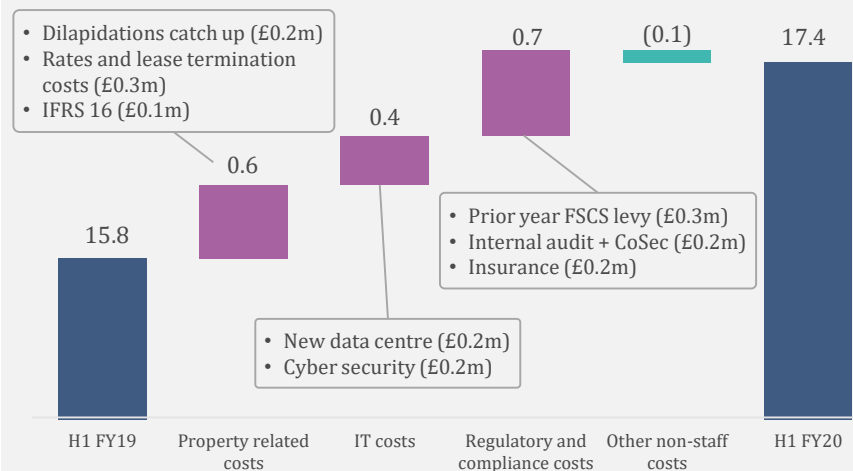 • Dilapidations catch up (£0.2m)
• Rates and lease termination
costs (£0.3m)
• IFRS 16 (£0.1m)
0.7
(0.1)
17.4
0.4
0.6
15.8
• Prior year FSCS levy (£0.3m)
• Internal audit + CoSec (£0.2m)
• Insurance (£0.2m)
• New data centre (£0.2m)
• Cyber security (£0.2m)
H1 FY19
Property related
costs
IT costs
Regulatory and
compliance costs
Other non-staff
costs
H1 FY20